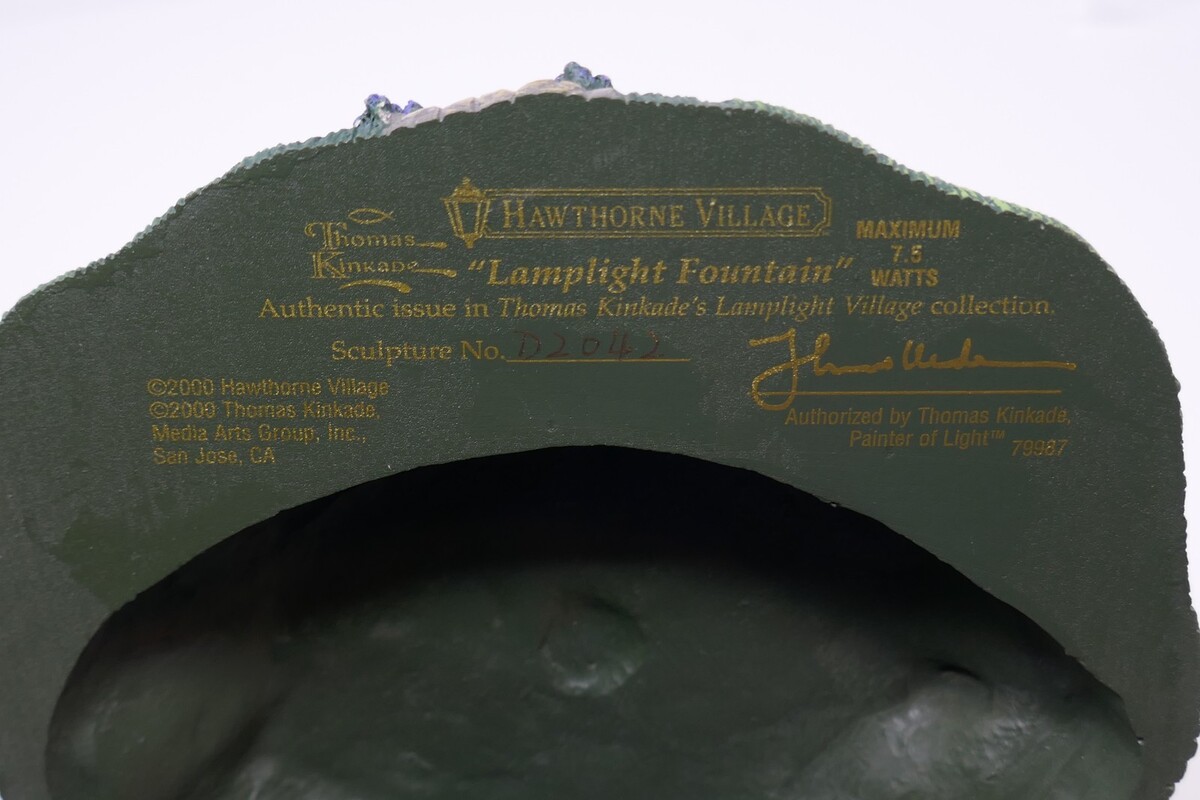 HAWTHORNE VILLAGE
Thomas
Kinkade
MAXIMUM
7.5
WATTS
"Lamplight Fountain"
Authentic issue in Thomas Kinkade's Lamplight Village collection.
Sculpture No. D2042
©2000 Hawthorne Village
©2000 Thomas Kinkade,
Media Arts Group, Inc.,
San Jose, CA
Authorized by Thomas Kinkade,
Painter of Light™
79987